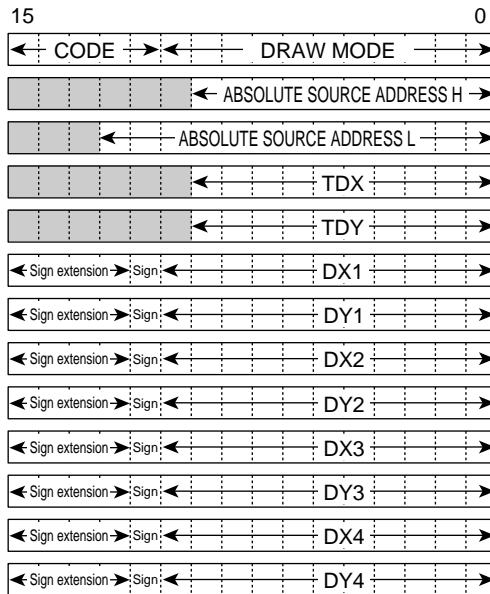 15 0
CODE DRAW MODE
ABSOLUTE SOURCE ADDRESS H
ABSOLUTE SOURCE ADDRESS L
TDX
TDY
Sign extension Sign DX1
Sign extension Sign DY1
Sign extension Sign DX2
Sign extension Sign DY2
Sign extension Sign DX3
Sign extension Sign DY3
Sign extension Sign DX4
Sign extension Sign DY4